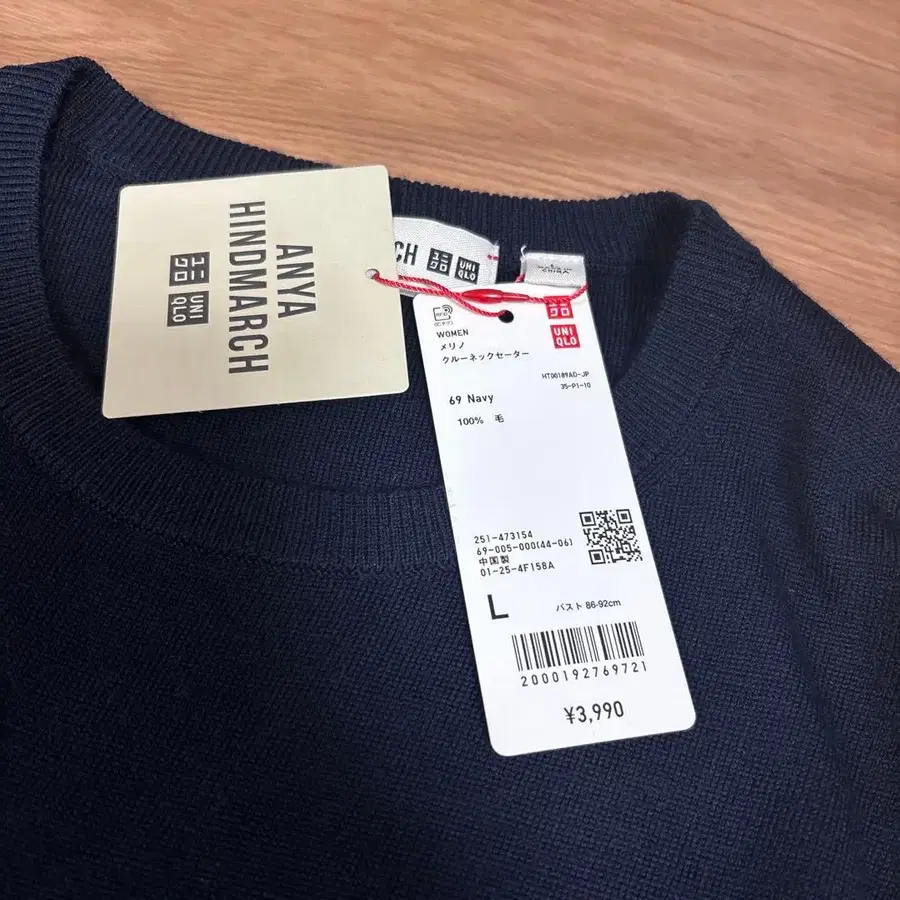 ANYA
HINDMARCH
ユニ
クロ
UNI
QLO
CH
ユニ
クロ
UNI
QLO
L
CHINA
ユニ
クロ
UNI
QLO
RFID
WOMEN
メリノ
クルーネックセーター
HT00189AD-JP
35-P1-10
69 Navy
100% 毛
251-473154
69-005-000(44-06)
中国製
01-25-4F158A
L
バスト 86-92cm
2000192769721
¥3,990